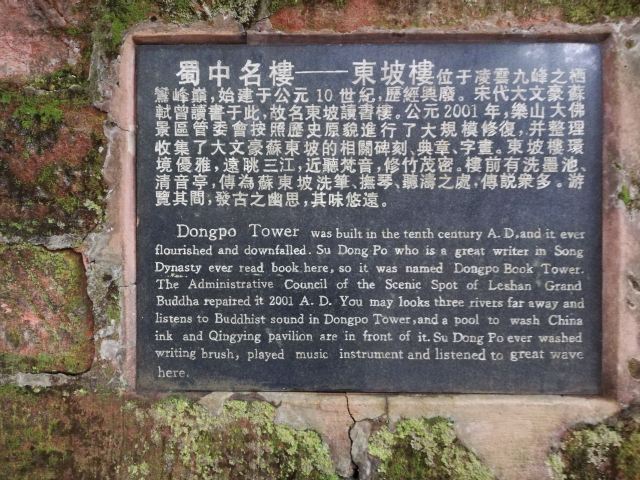 蜀中名樓——東坡樓位于凌雲九峰之棲
鸞峰巔，始建于公元 10 世紀，歷經興廢。宋代大文豪蘇
軾曾讀書于此，故名東坡讀書樓。公元 2001 年，樂山大佛
景區管委會按照歷史原貌進行了大規模修復，并整理
收集了大文豪蘇東坡的相關碑刻、典章、字畫。東坡樓環
境優雅，遠眺三江，近聽梵音，修竹茂密。樓前有洗墨池、
清音亭，傳為蘇東坡洗筆、撫琴、聽濤之處，傳說衆多。游
覽其間，發古之幽思，其味悠遠。
Dongpo Tower was built in the tenth century A. D,and it ever
flourished and downfalled. Su Dong Po who is a great writer in Song
Dynasty ever read book here, so it was named Dongpo Book Tower.
The Administrative Council of the Scenic Spot of Leshan Grand
Buddha repaired it 2001 A. D. You may looks three rivers far away and
listens to Buddhist sound in Dongpo Tower,and a pool to wash China
ink and Qingying pavilion are in front of it. Su Dong Po ever washed
writing brush, played music instrument and listened to great wave
here.